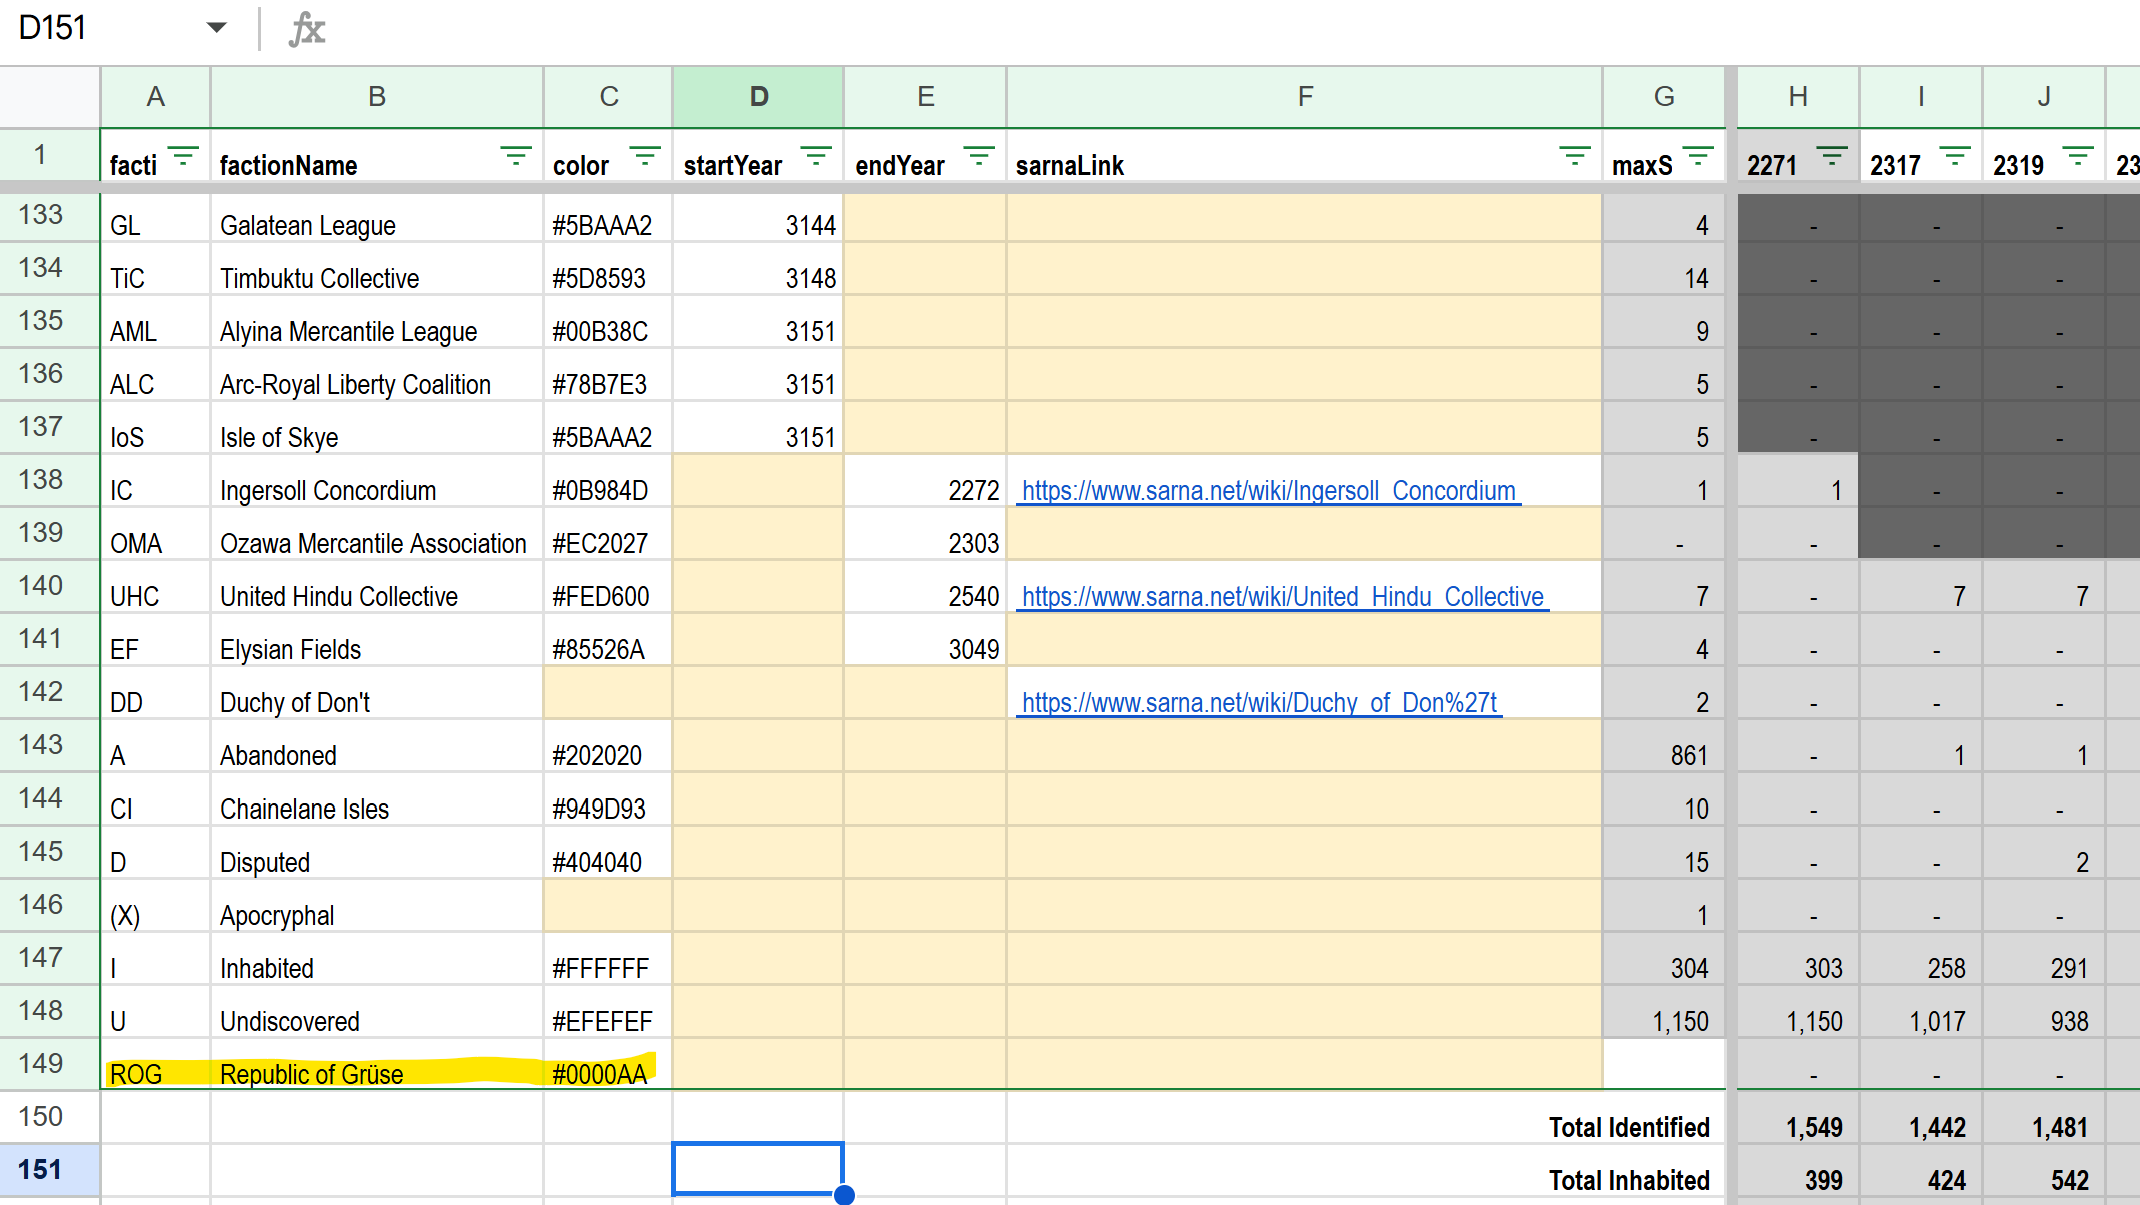 D151 fx
A B C D E F G H I J
1 facti factionName color startYear endYear sarnaLink maxS 2271 2317 2319 23
133 GL Galatean League #5BAAA2 3144 4 - - -
134 TiC Timbuktu Collective #5D8593 3148 14 - - -
135 AML Alyina Mercantile League #00B38C 3151 9 - - -
136 ALC Arc-Royal Liberty Coalition #78B7E3 3151 5 - - -
137 IoS Isle of Skye #5BAAA2 3151 5 - - -
138 IC Ingersoll Concordium #0B984D 2272 https://www.sarna.net/wiki/Ingersoll_Concordium 1 1 - -
139 OMA Ozawa Mercantile Association #EC2027 2303 - - - -
140 UHC United Hindu Collective #FED600 2540 https://www.sarna.net/wiki/United_Hindu_Collective 7 - 7 7
141 EF Elysian Fields #85526A 3049 4 - - -
142 DD Duchy of Don't https://www.sarna.net/wiki/Duchy_of_Don%27t 2 - - -
143 A Abandoned #202020 861 - 1 1
144 CI Chainelane Isles #949D93 10 - - -
145 D Disputed #404040 15 - - 2
146 (X) Apocryphal 1 - - -
147 I Inhabited #FFFFFF 304 303 258 291
148 U Undiscovered #EFEFEF 1,150 1,150 1,017 938
149 ROG Republic of Grüse #0000AA - - -
150 Total Identified 1,549 1,442 1,481
151 Total Inhabited 399 424 542